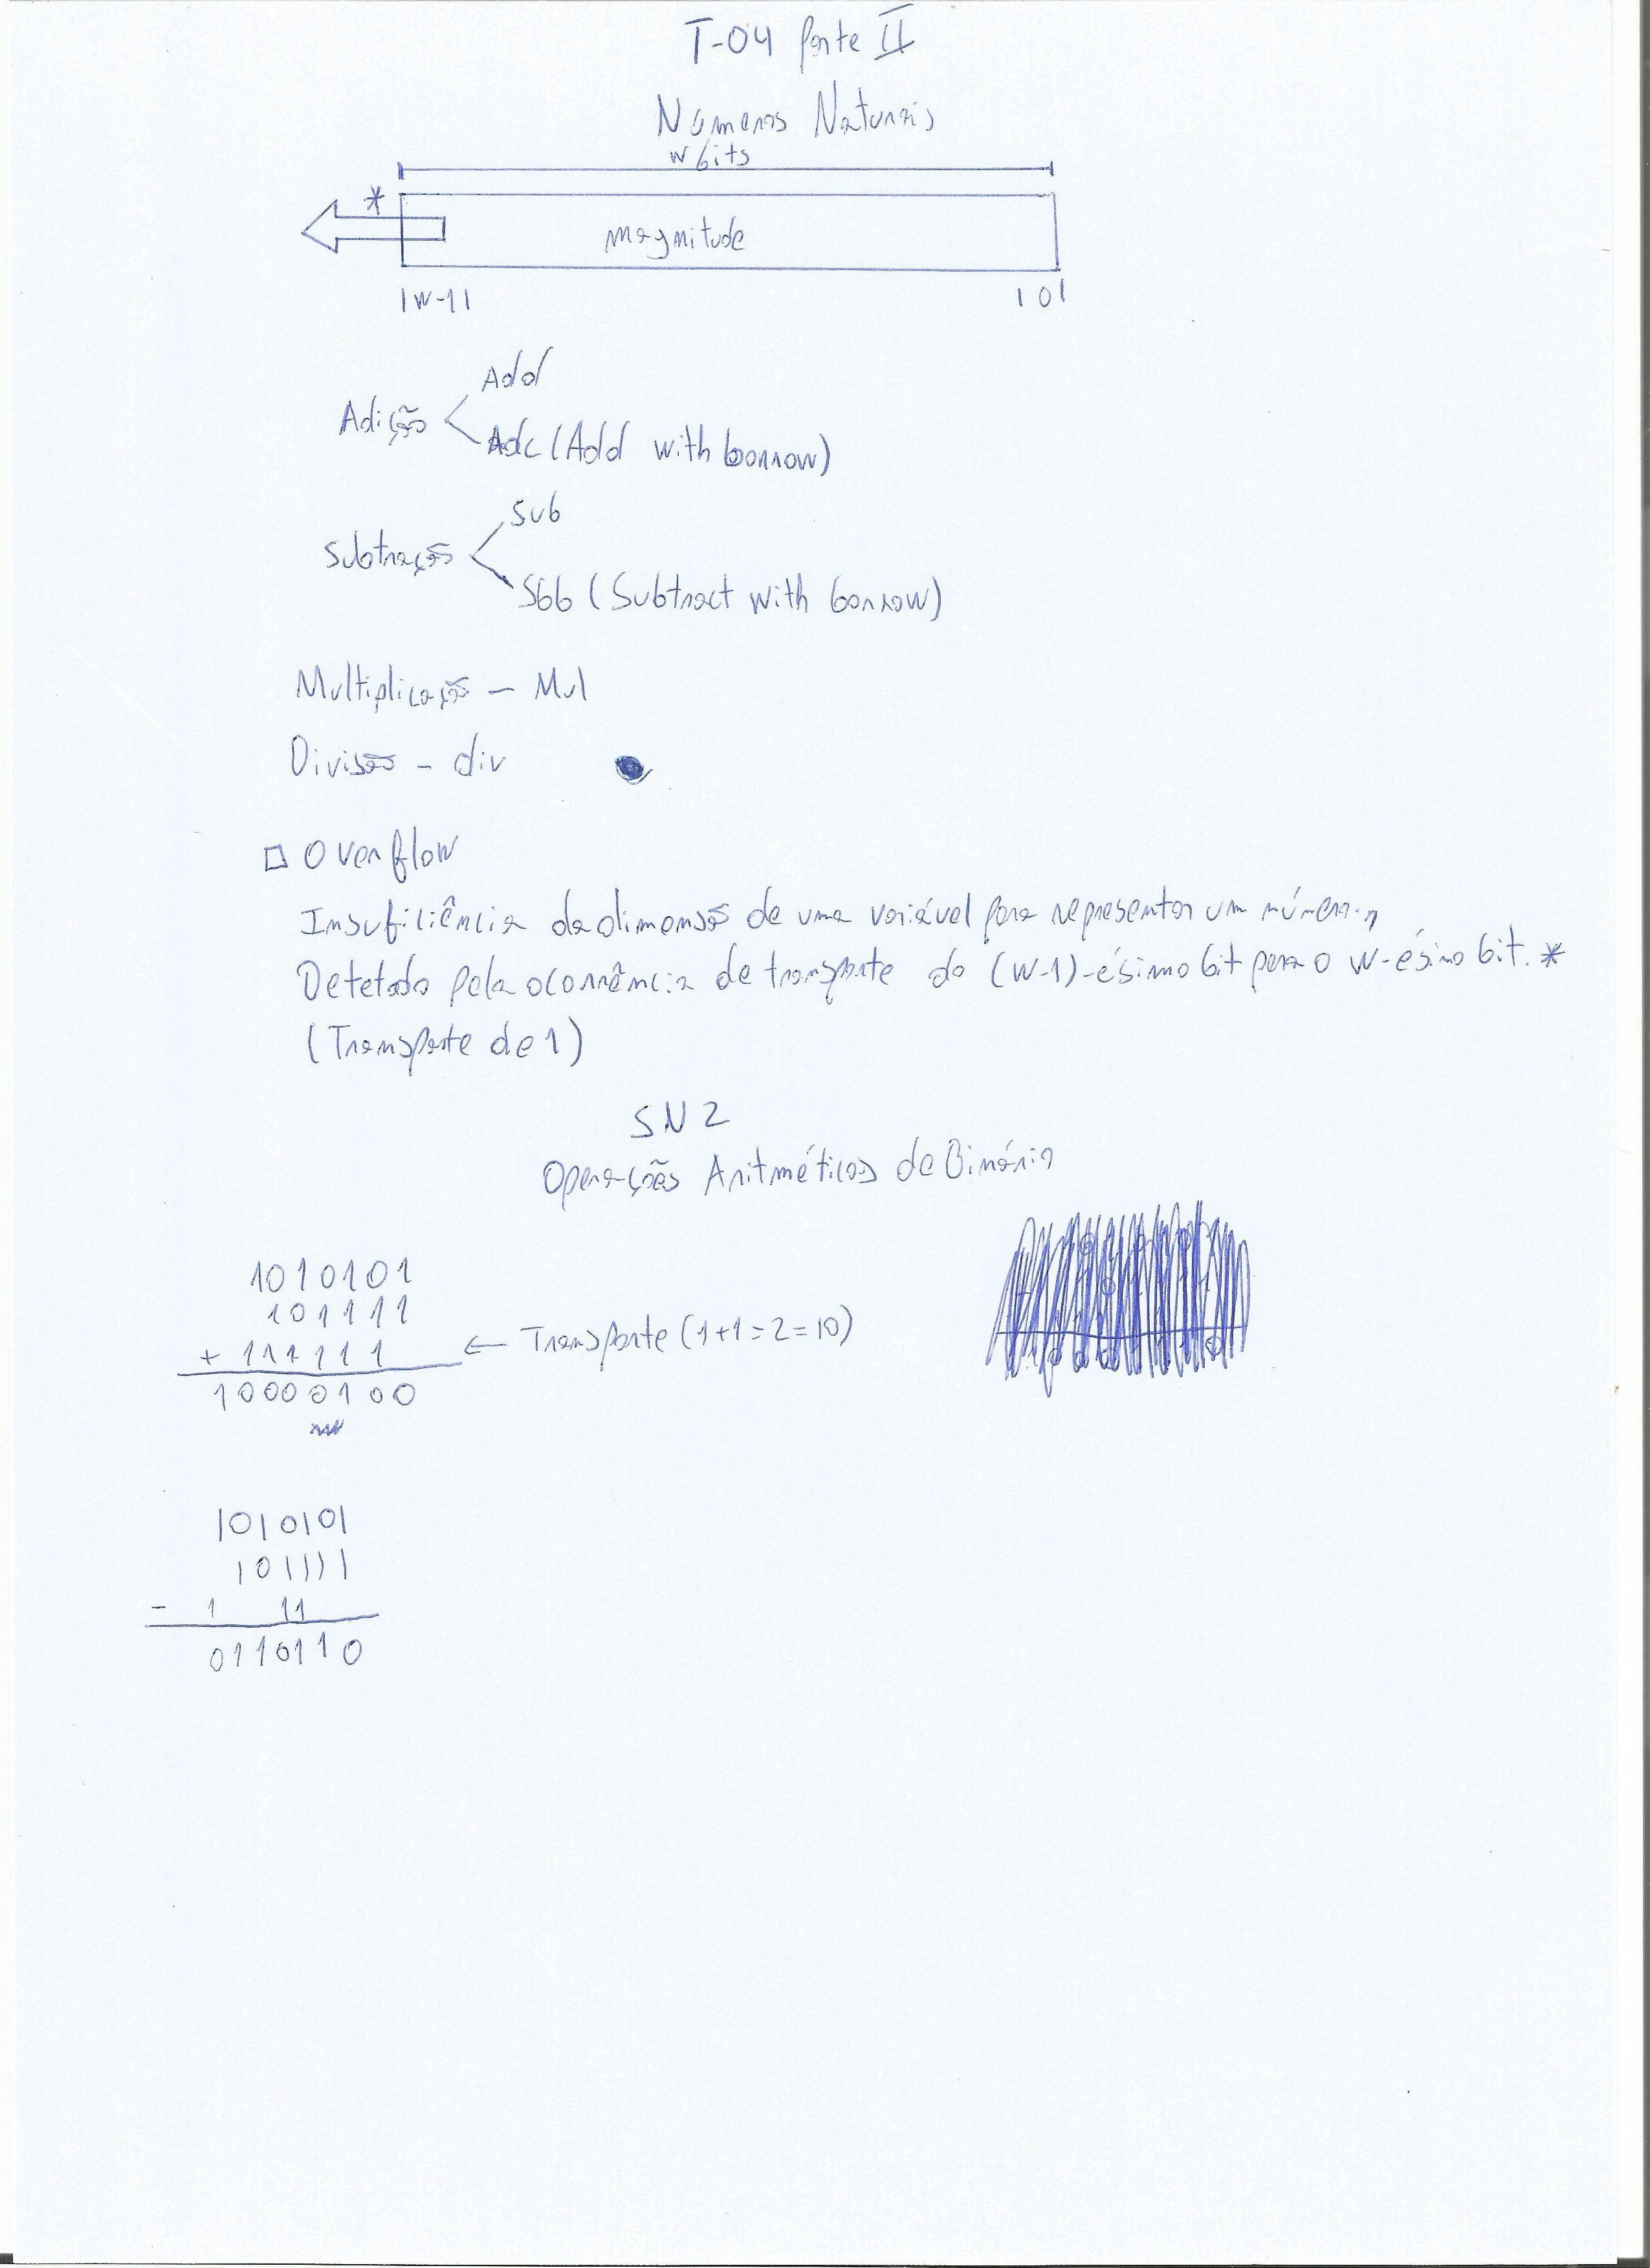 T-04 Parte II
Números Naturais
w bits
*
magnitude
|w-1|
|0|
Add
Adição
Adc (Add with borrow)
Sub
Subtração
Sbb (Subtract with borrow)
Multiplicação - Mul
Divisão - div
Overflow
Insuficiência da dimensão de uma variável para representar um número.
Detetado pela ocorrência de transporte do (w-1)-ésimo bit para o w-ésimo bit. *
(Transporte de 1)
SN2
Operações Aritméticas de Binário
1010101
101111
+ 111111 ← Transporte (1+1=2=10)
10000100
1010101
101111
- 1 11
0110110